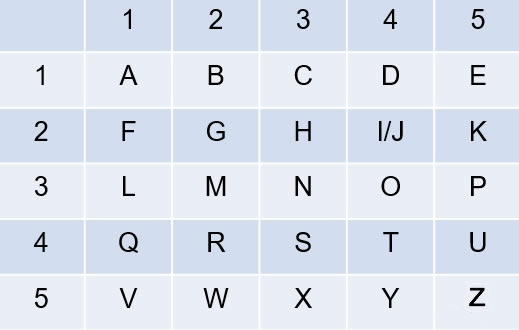 1 2 3 4 5
1 A B C D E
2 F G H I/J K
3 L M N O P
4 Q R S T U
5 V W X Y Z